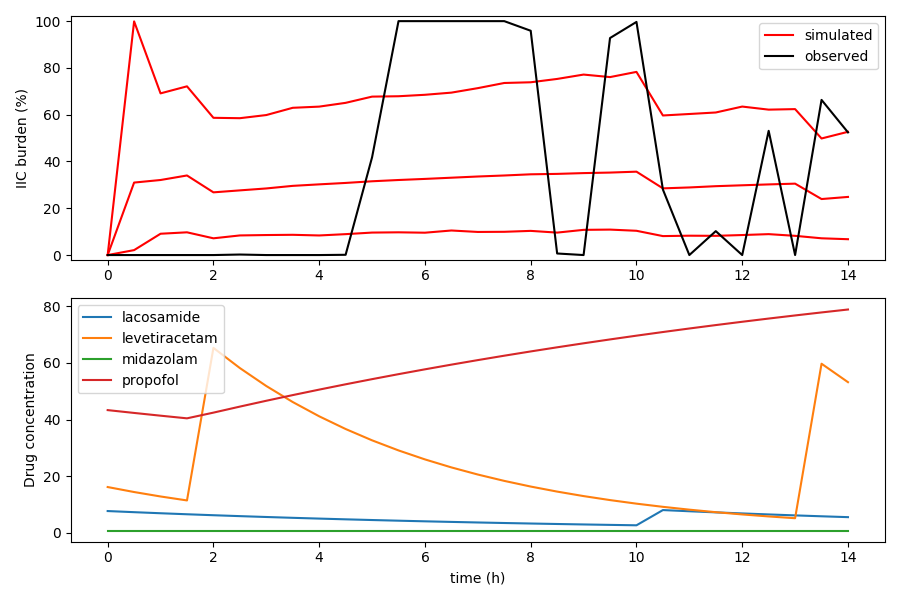 IIC burden (%)
100
80
60
40
20
0
simulated
observed
0 2 4 6 8 10 12 14
Drug concentration
80
60
40
20
0
lacosamide
levetiracetam
midazolam
propofol
0 2 4 6 8 10 12 14
time (h)